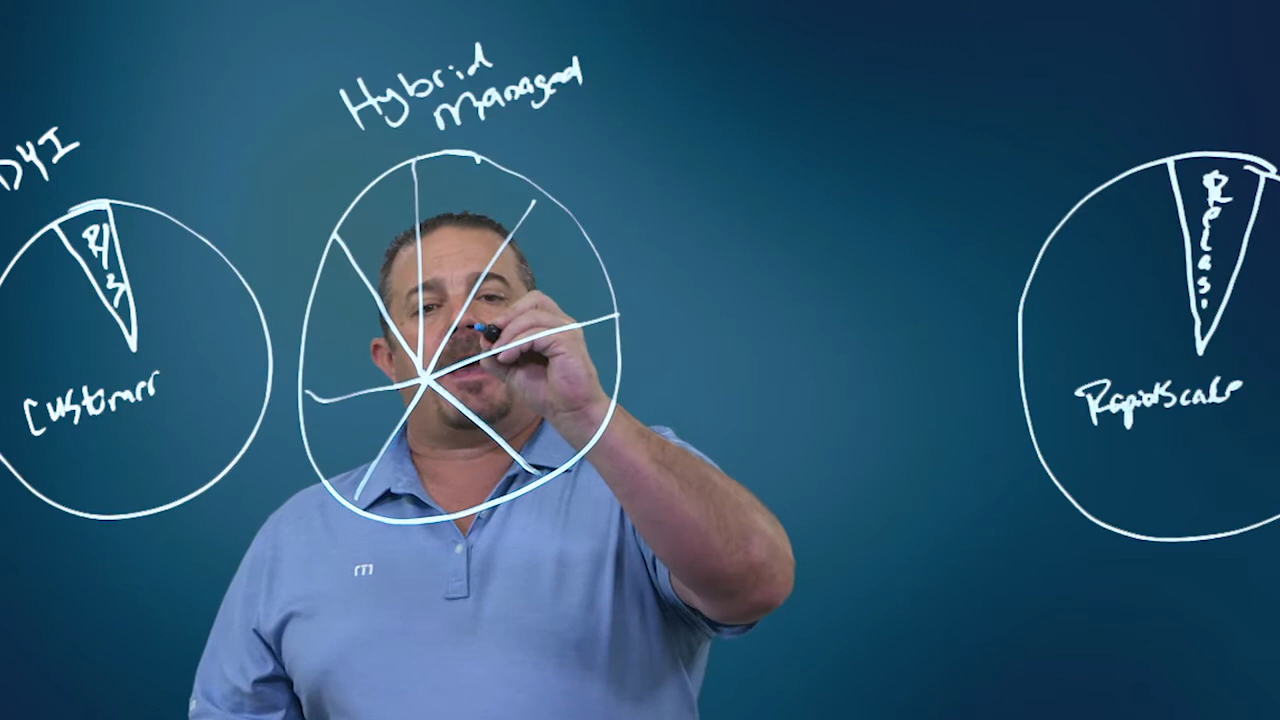 DYI
R/S
Customer
Hybrid
Managed
m
RapidScale